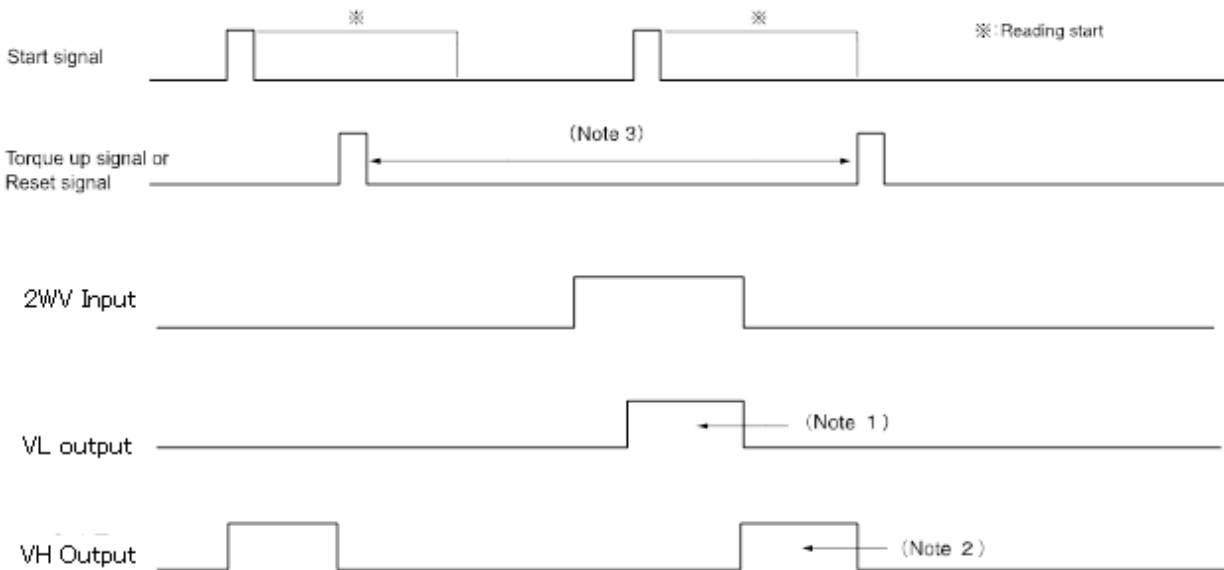 ※
※
※:Reading start
Start signal
(Note 3)
Torque up signal or
Reset signal
2WV Input
VL output
(Note 1)
VH Output
(Note 2)